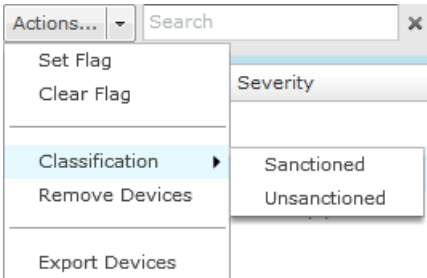 Actions...
Search
Set Flag
Clear Flag
Severity
Classification
Sanctioned
Remove Devices
Unsanctioned
Export Devices